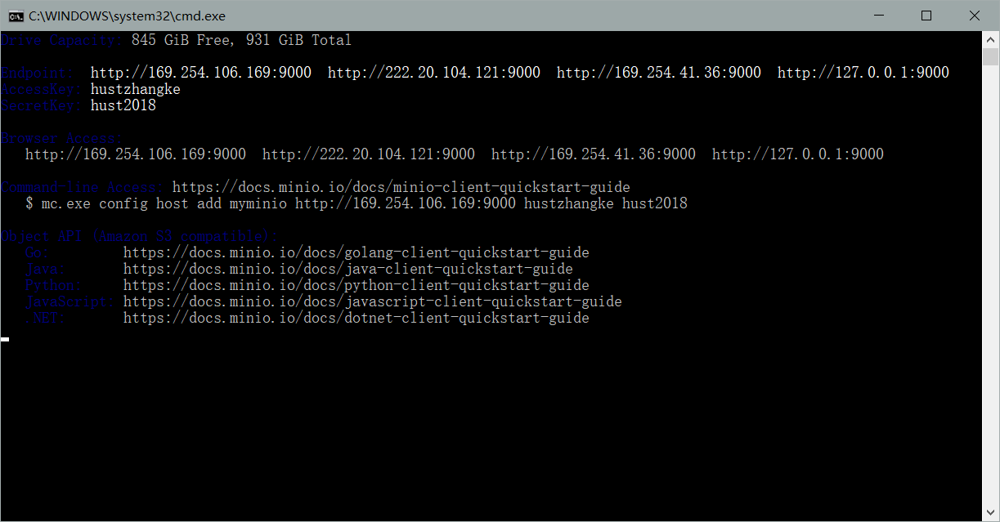 C:\WINDOWS\system32\cmd.exe
Drive Capacity: 845 GiB Free, 931 GiB Total
Endpoint:  http://169.254.106.169:9000  http://222.20.104.121:9000  http://169.254.41.36:9000  http://127.0.0.1:9000
AccessKey: hustzhangke
SecretKey: hust2018
Browser Access:
   http://169.254.106.169:9000  http://222.20.104.121:9000  http://169.254.41.36:9000  http://127.0.0.1:9000
Command-line Access: https://docs.minio.io/docs/minio-client-quickstart-guide
   $ mc.exe config host add myminio http://169.254.106.169:9000 hustzhangke hust2018
Object API (Amazon S3 compatible):
   Go:         https://docs.minio.io/docs/golang-client-quickstart-guide
   Java:       https://docs.minio.io/docs/java-client-quickstart-guide
   Python:     https://docs.minio.io/docs/python-client-quickstart-guide
   JavaScript: https://docs.minio.io/docs/javascript-client-quickstart-guide
   .NET:       https://docs.minio.io/docs/dotnet-client-quickstart-guide